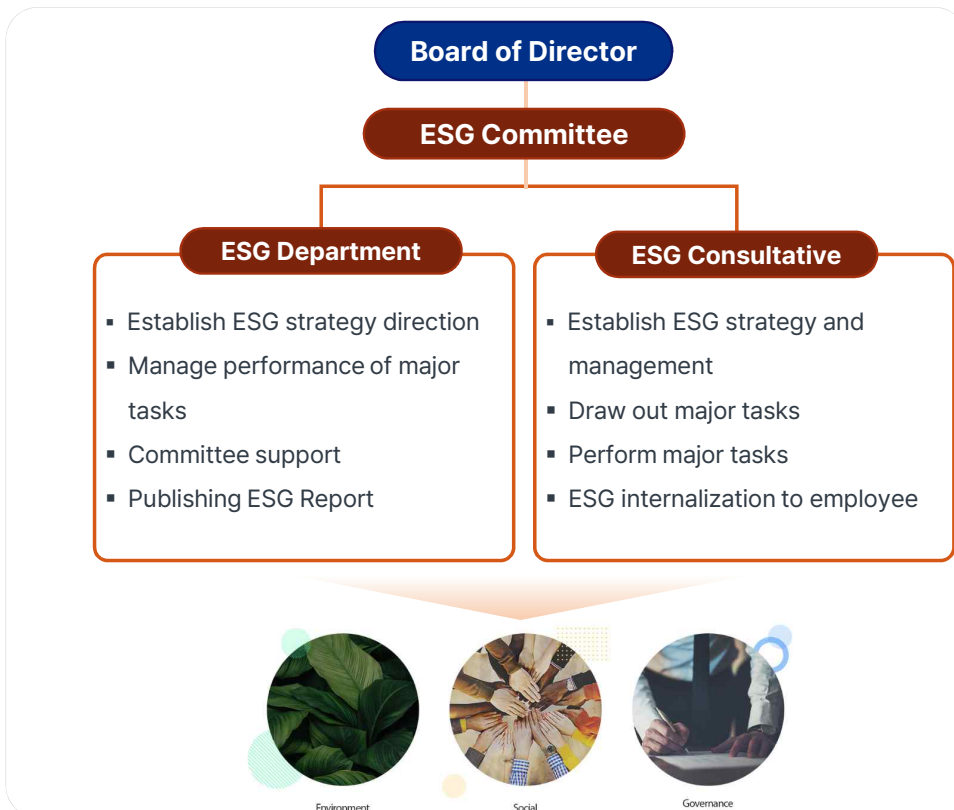 Board of Director
ESG Committee
ESG Department
▪ Establish ESG strategy direction
▪ Manage performance of major
tasks
▪ Committee support
▪ Publishing ESG Report
ESG Consultative
▪ Establish ESG strategy and
management
▪ Draw out major tasks
▪ Perform major tasks
▪ ESG internalization to employee
Environment
Social
Governance